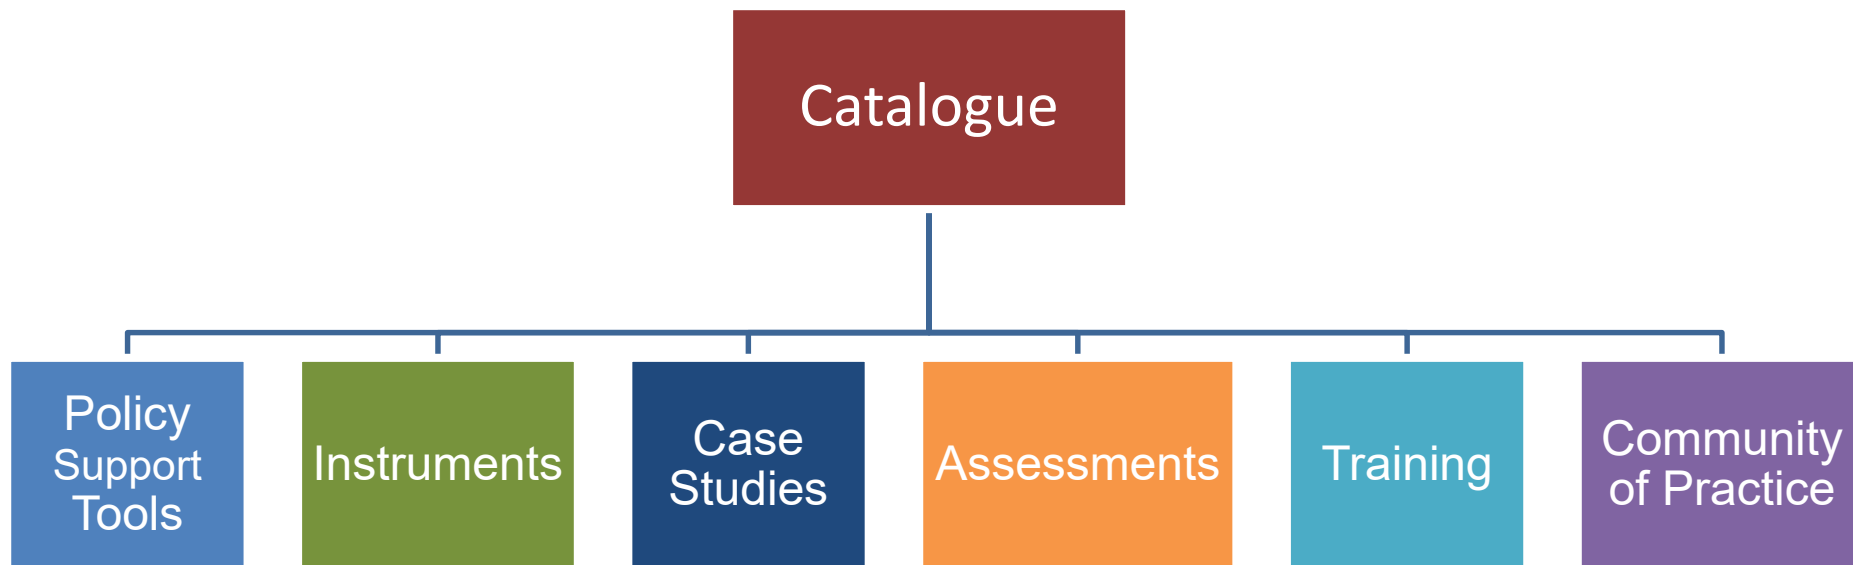 Catalogue
Policy
Support
Tools
Instruments
Case
Studies
Assessments
Training
Community
of Practice